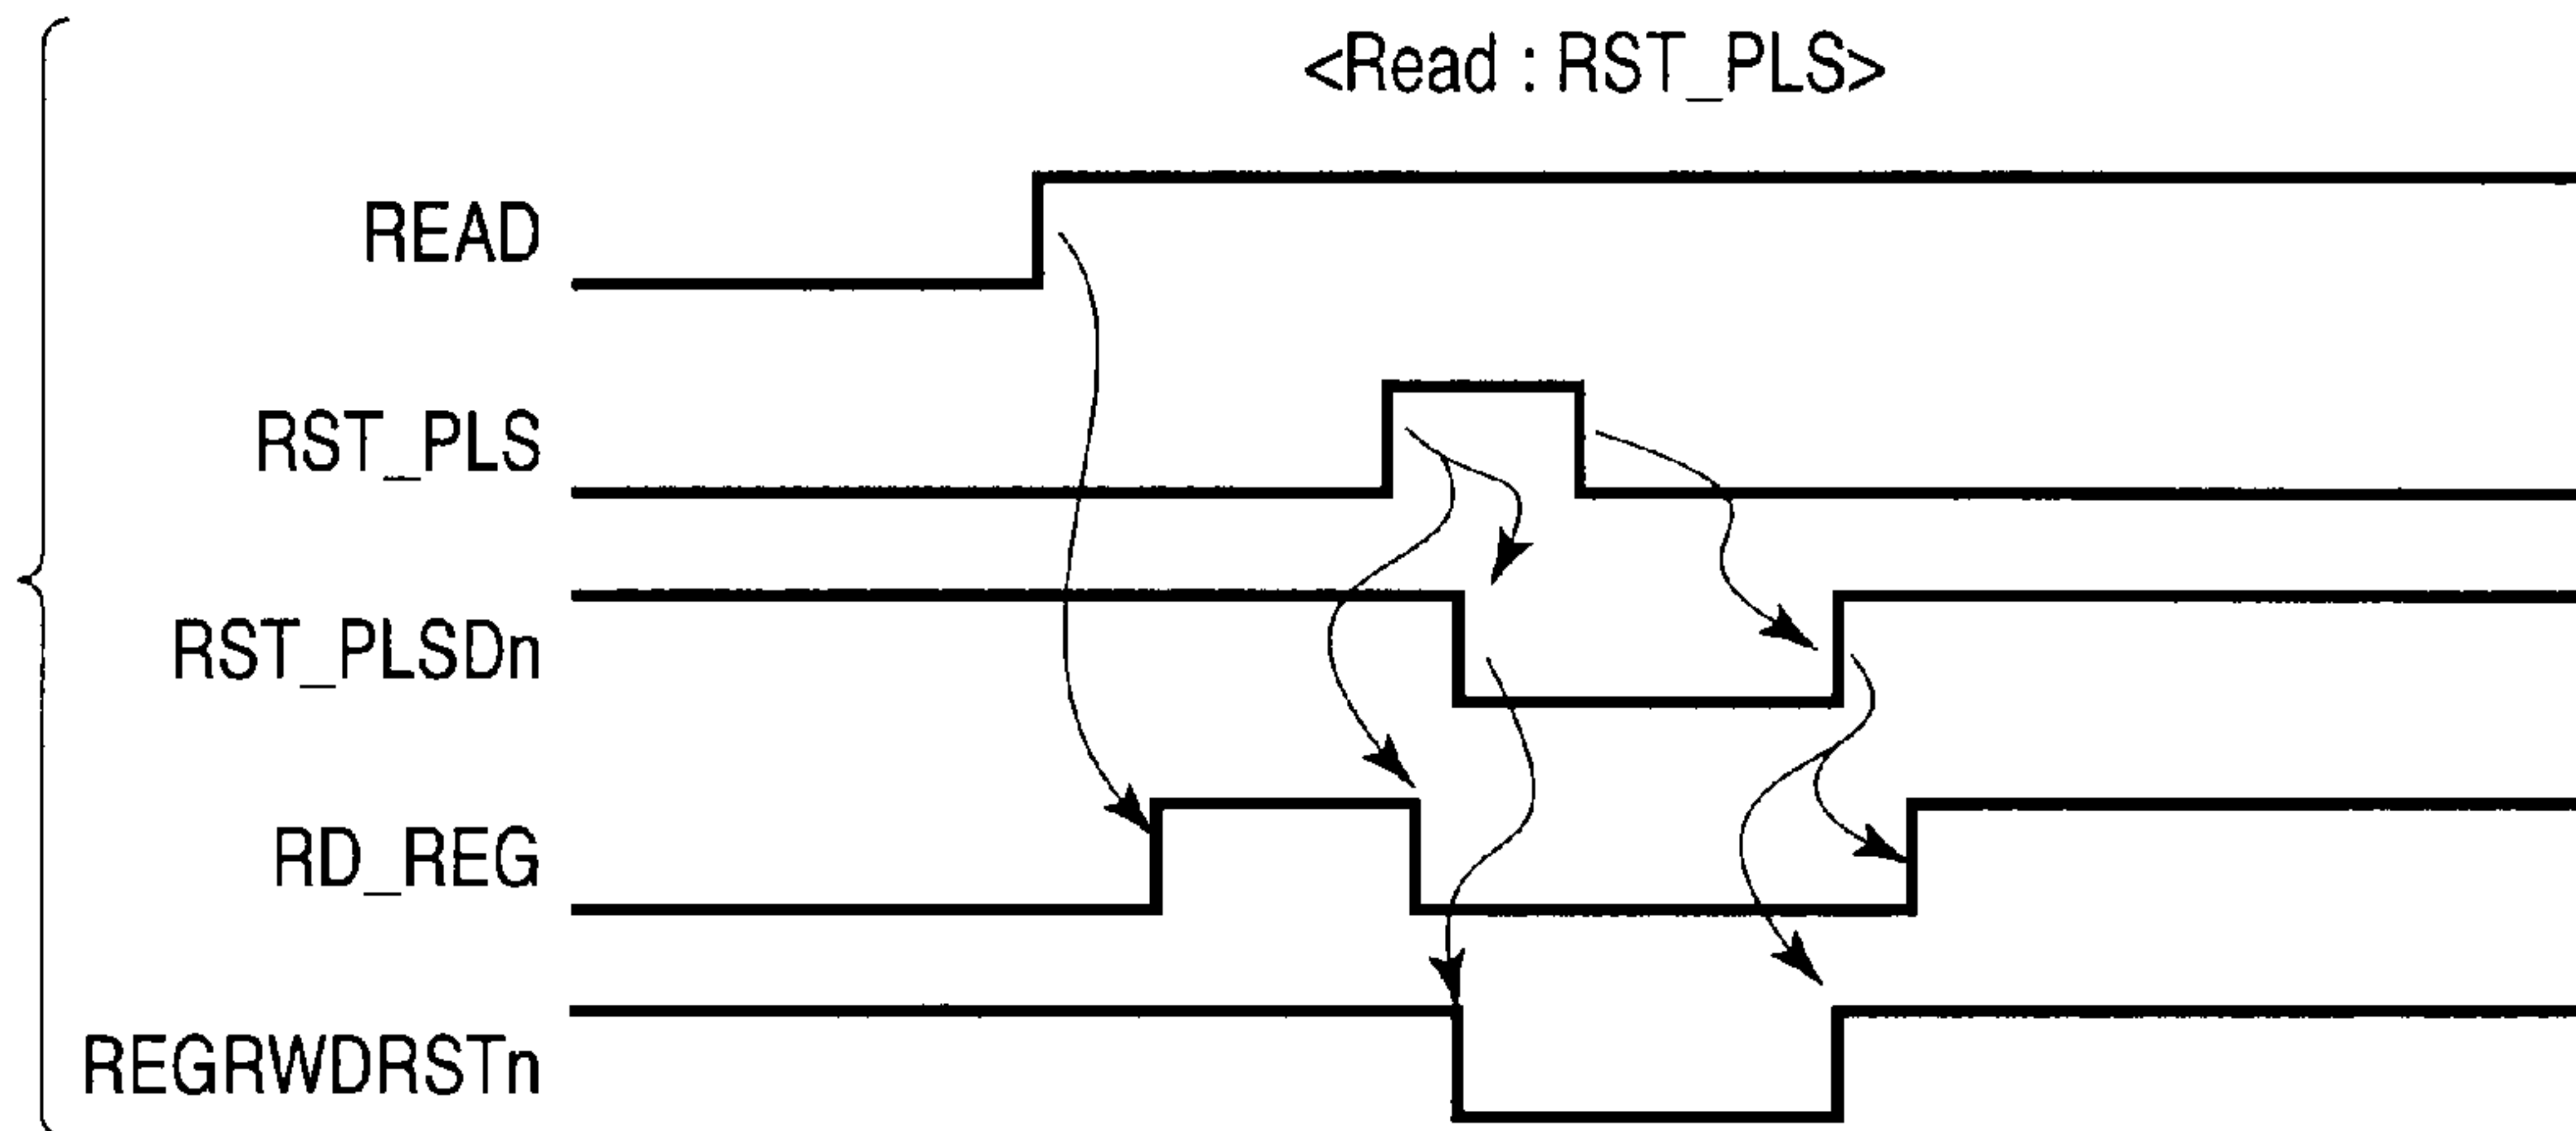 <Read : RST_PLS>
READ
RST_PLS
RST_PLSDn
RD_REG
REGRWDRSTn